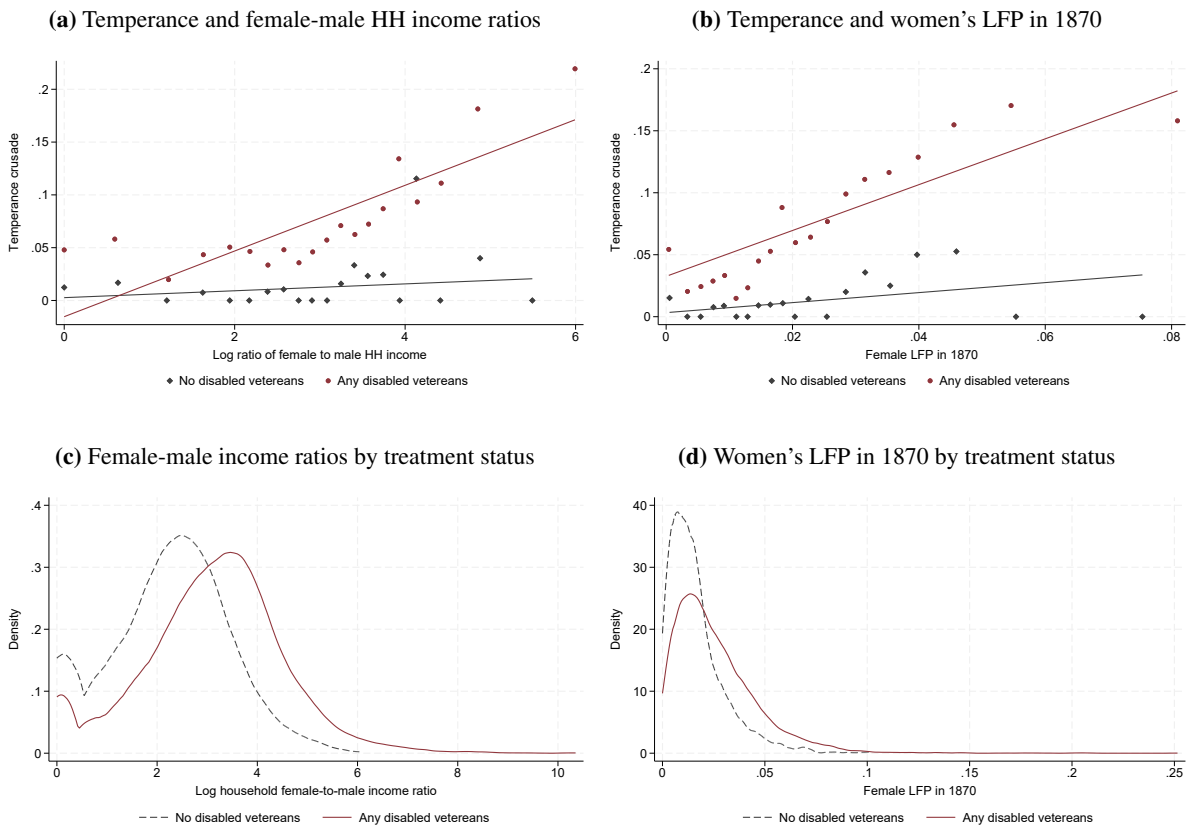 (a) Temperance and female-male HH income ratios
.2
.15
.1
.05
0
Temperance crusade
0 2 4 6
Log ratio of female to male HH income
No disabled vetereans Any disabled vetereans
(b) Temperance and women's LFP in 1870
.2
.15
.1
.05
0
Temperance crusade
0 .02 .04 .06 .08
Female LFP in 1870
No disabled vetereans Any disabled vetereans
(c) Female-male income ratios by treatment status
.4
.3
.2
.1
0
Density
0 2 4 6 8 10
Log household female-to-male income ratio
No disabled vetereans Any disabled vetereans
(d) Women's LFP in 1870 by treatment status
40
30
20
10
0
Density
0 .05 .1 .15 .2 .25
Female LFP in 1870
No disabled vetereans Any disabled vetereans